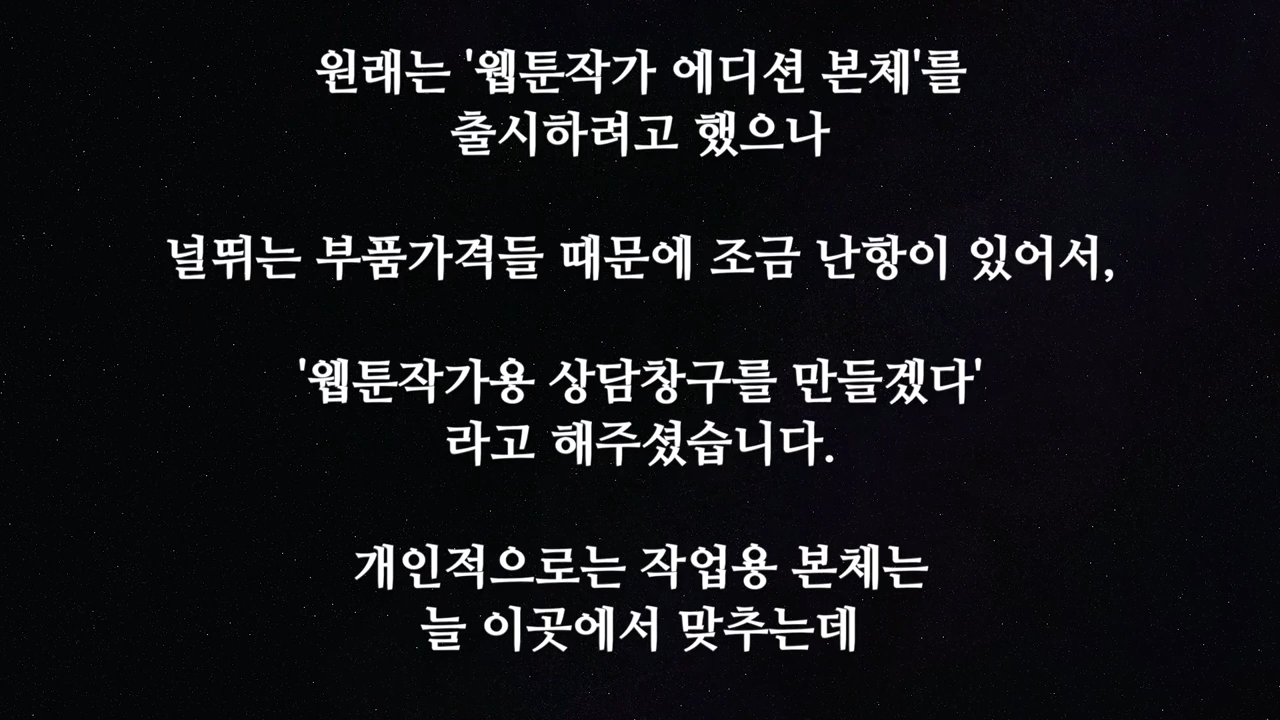 원래는 '웹툰작가 에디션 본체'를
출시하려고 했으나
널뛰는 부품가격들 때문에 조금 난항이 있어서,
'웹툰작가용 상담창구를 만들겠다'
라고 해주셨습니다.
개인적으로는 작업용 본체는
늘 이곳에서 맞추는데